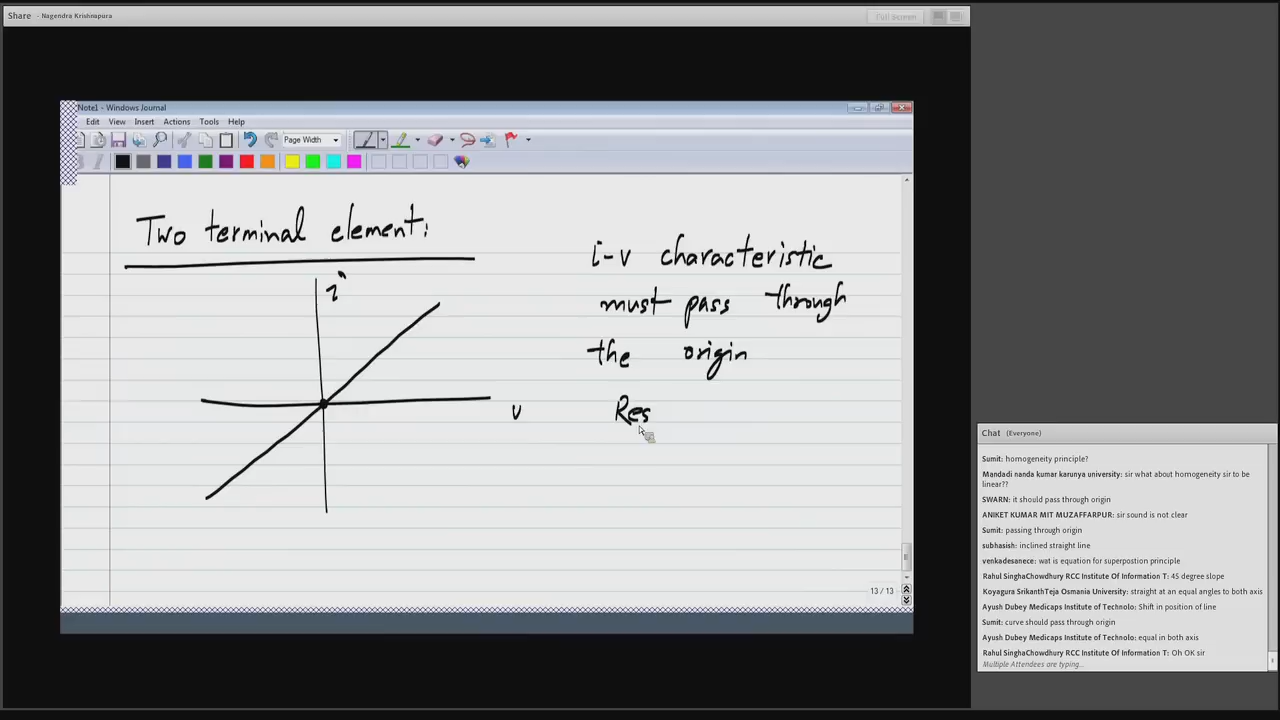 Share - Nagendra Krishnapura
Full screen
Note1 - Windows Journal
Edit View Insert Actions Tools Help
Page Width
Two terminal element:
i
v
i-v characteristic
must pass through
the origin
Res
13 / 13
Chat (Everyone)
Sumit: homogeneity principle?
Mandadi nanda kumar karunya university: sir what about homogeneity sir to be
linear??
SWARN: it should pass through origin
ANIKET KUMAR MIT MUZAFFARPUR: sir sound is not clear
Sumit: passing through origin
subhasish: inclined straight line
venkadesanece: wat is equation for superpostion principle
Rahul SinghaChowdhury RCC Institute Of Information T: 45 degree slope
Koyagura SrikanthTeja Osmania University: straight at an equal angles to both axis
Ayush Dubey Medicaps Institute of Technolo: Shift in position of line
Sumit: curve should pass through origin
Ayush Dubey Medicaps Institute of Technolo: equal in both axis
Rahul SinghaChowdhury RCC Institute Of Information T: Oh OK sir
Multiple Attendees are typing...